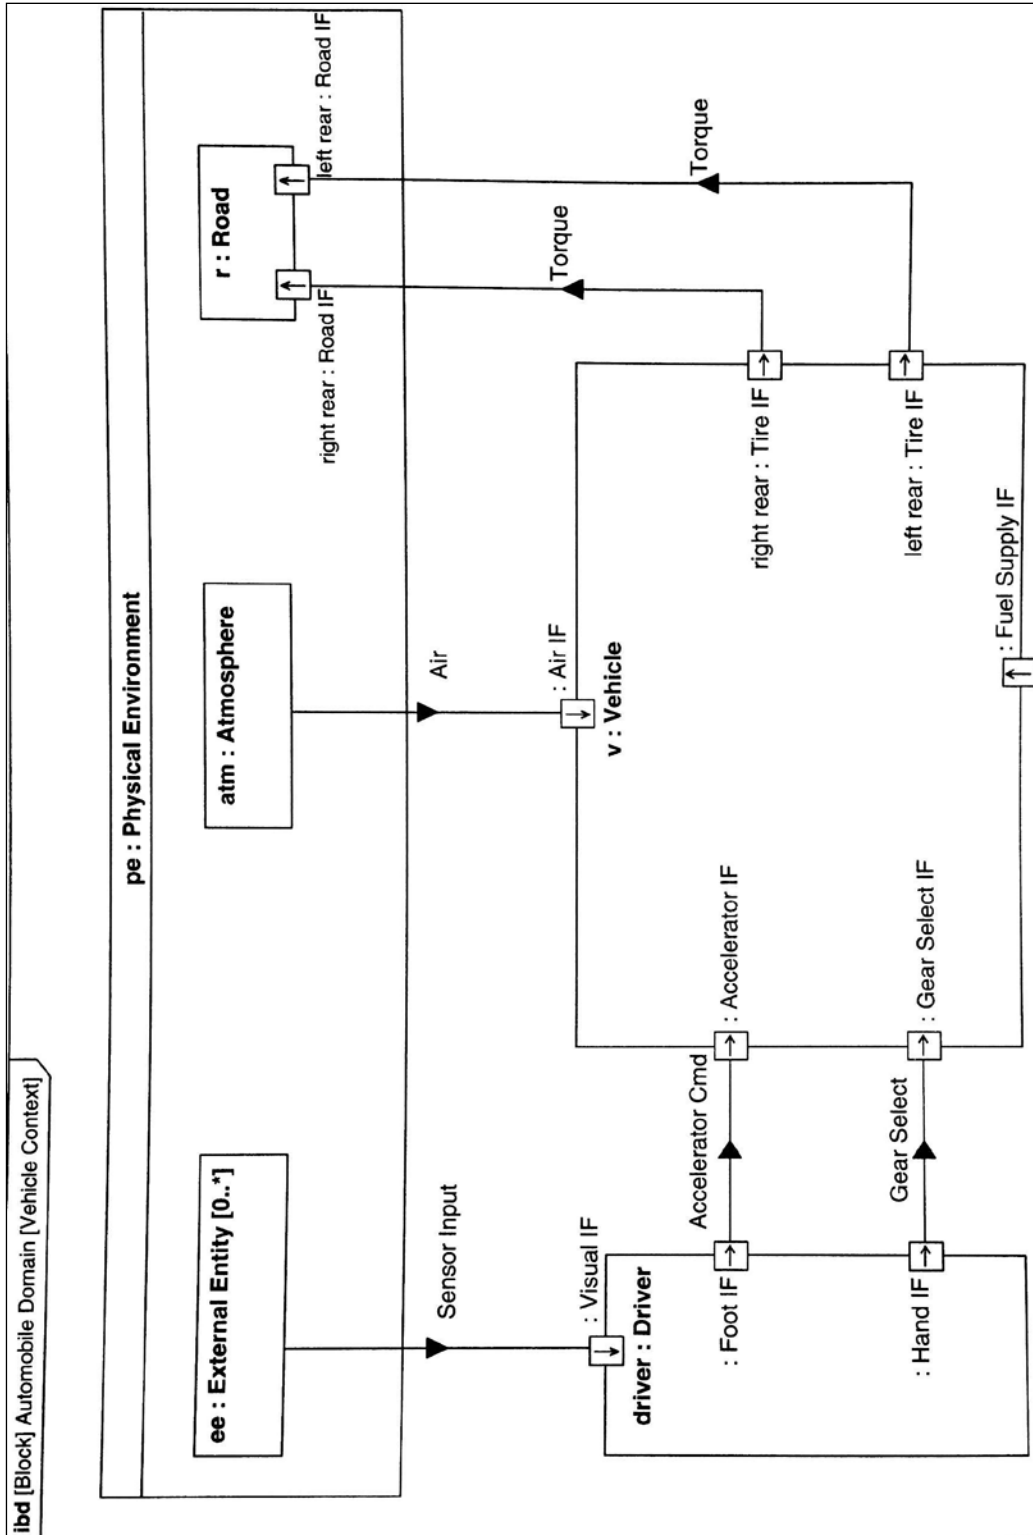 ibd [Block] Automobile Domain [Vehicle Context]
pe : Physical Environment
ee : External Entity [0..*]
atm : Atmosphere
r : Road
right rear : Road IF
left rear : Road IF
Sensor Input
Air
Torque
Torque
: Visual IF
: Air IF
driver : Driver
v : Vehicle
: Foot IF
Accelerator Cmd
: Accelerator IF
right rear : Tire IF
: Hand IF
Gear Select
: Gear Select IF
left rear : Tire IF
: Fuel Supply IF